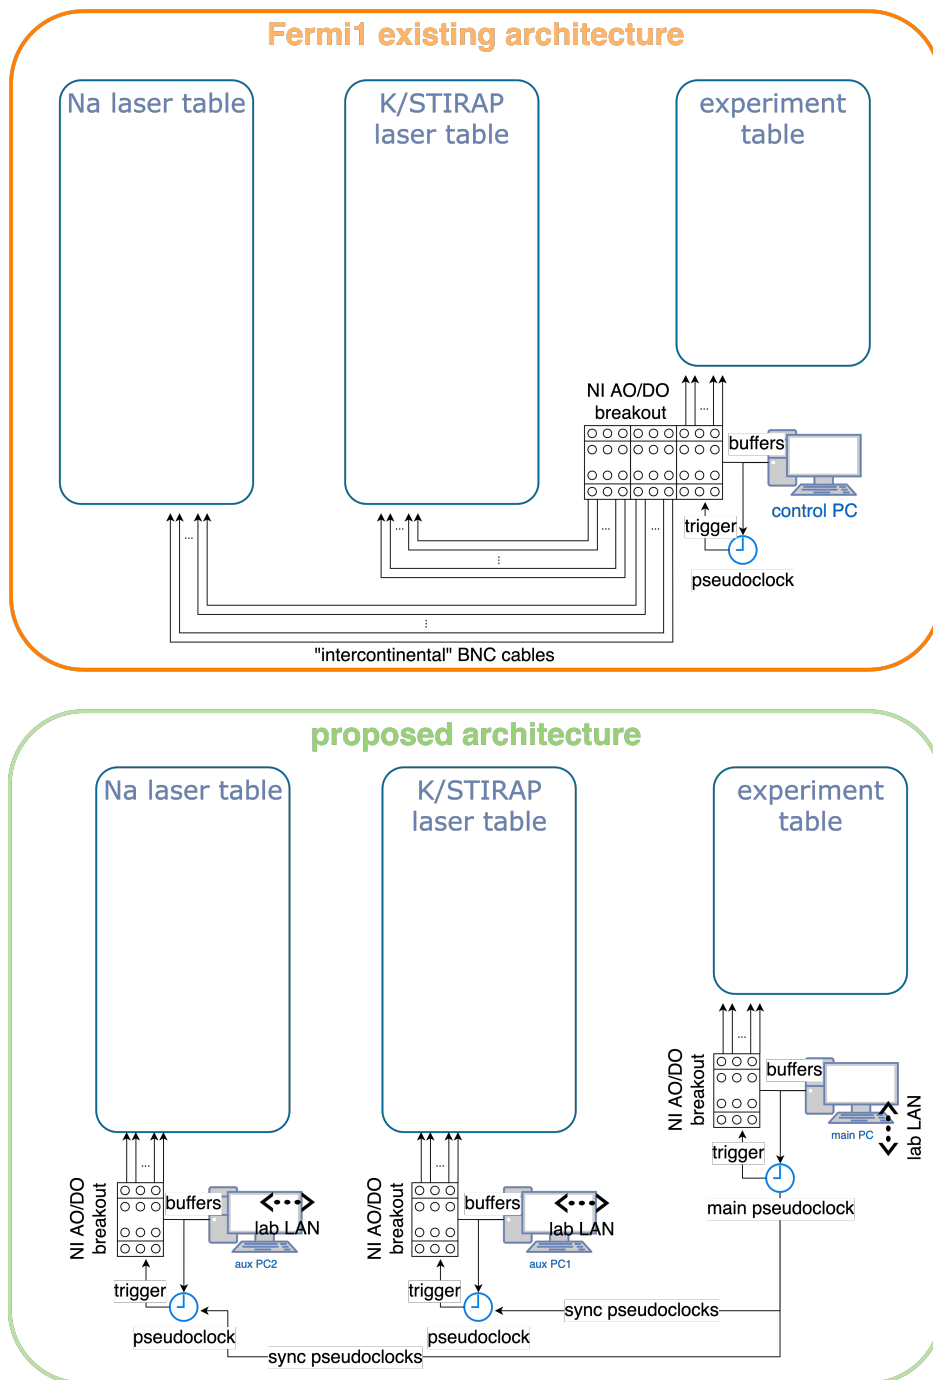 Fermi1 existing architecture
Na laser table
K/STIRAP
laser table
experiment
table
NI AO/DO
breakout
...
buffers
control PC
trigger
pseudoclock
...
...
...
...
...
...
"intercontinental" BNC cables
proposed architecture
Na laser table
K/STIRAP
laser table
experiment
table
...
NI AO/DO
breakout
buffers
main PC
lab LAN
trigger
main pseudoclock
...
NI AO/DO
breakout
buffers
lab LAN
aux PC2
trigger
pseudoclock
...
NI AO/DO
breakout
buffers
lab LAN
aux PC1
trigger
pseudoclock
sync pseudoclocks
sync pseudoclocks